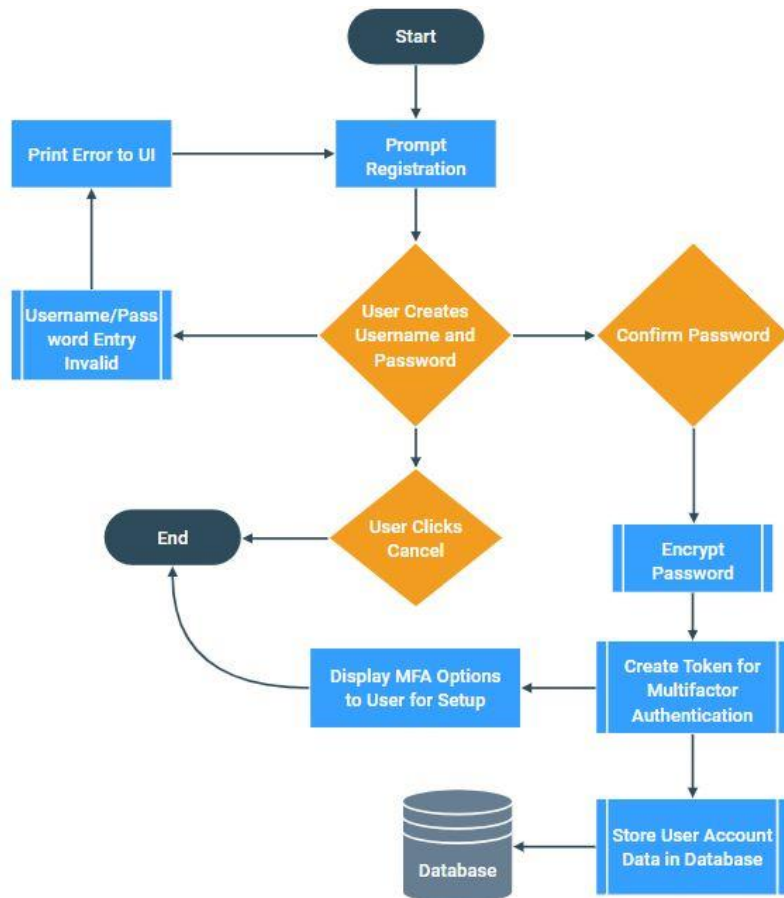 Start
Print Error to UI
Prompt
Registration
Username/Pass
word Entry
Invalid
User Creates
Username and
Password
Confirm Password
End
User Clicks
Cancel
Encrypt
Password
Display MFA Options
to User for Setup
Create Token for
Multifactor
Authentication
Database
Store User Account
Data in Database